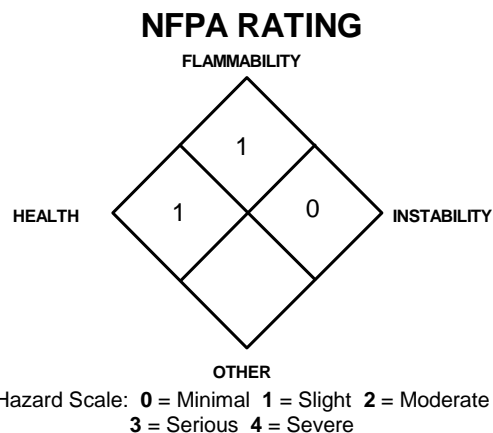 NFPA RATING
FLAMMABILITY
1
HEALTH
1
0
INSTABILITY
OTHER
Hazard Scale: 0 = Minimal 1 = Slight 2 = Moderate
3 = Serious 4 = Severe